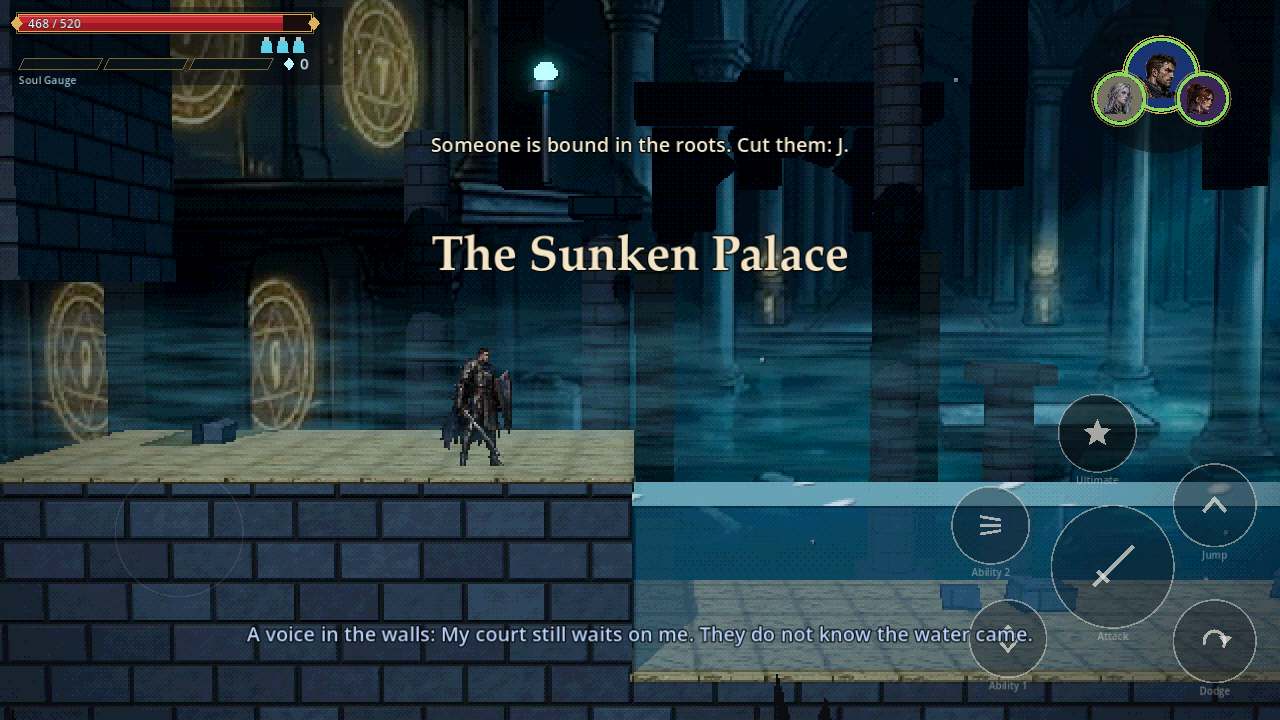 468 / 520
0
Soul Gauge
Someone is bound in the roots. Cut them: J.
The Sunken Palace
Ultimate
Jump
Ability 2
Attack
A voice in the walls: My court still waits on me. They do not know the water came.
Ability 1
Dodge